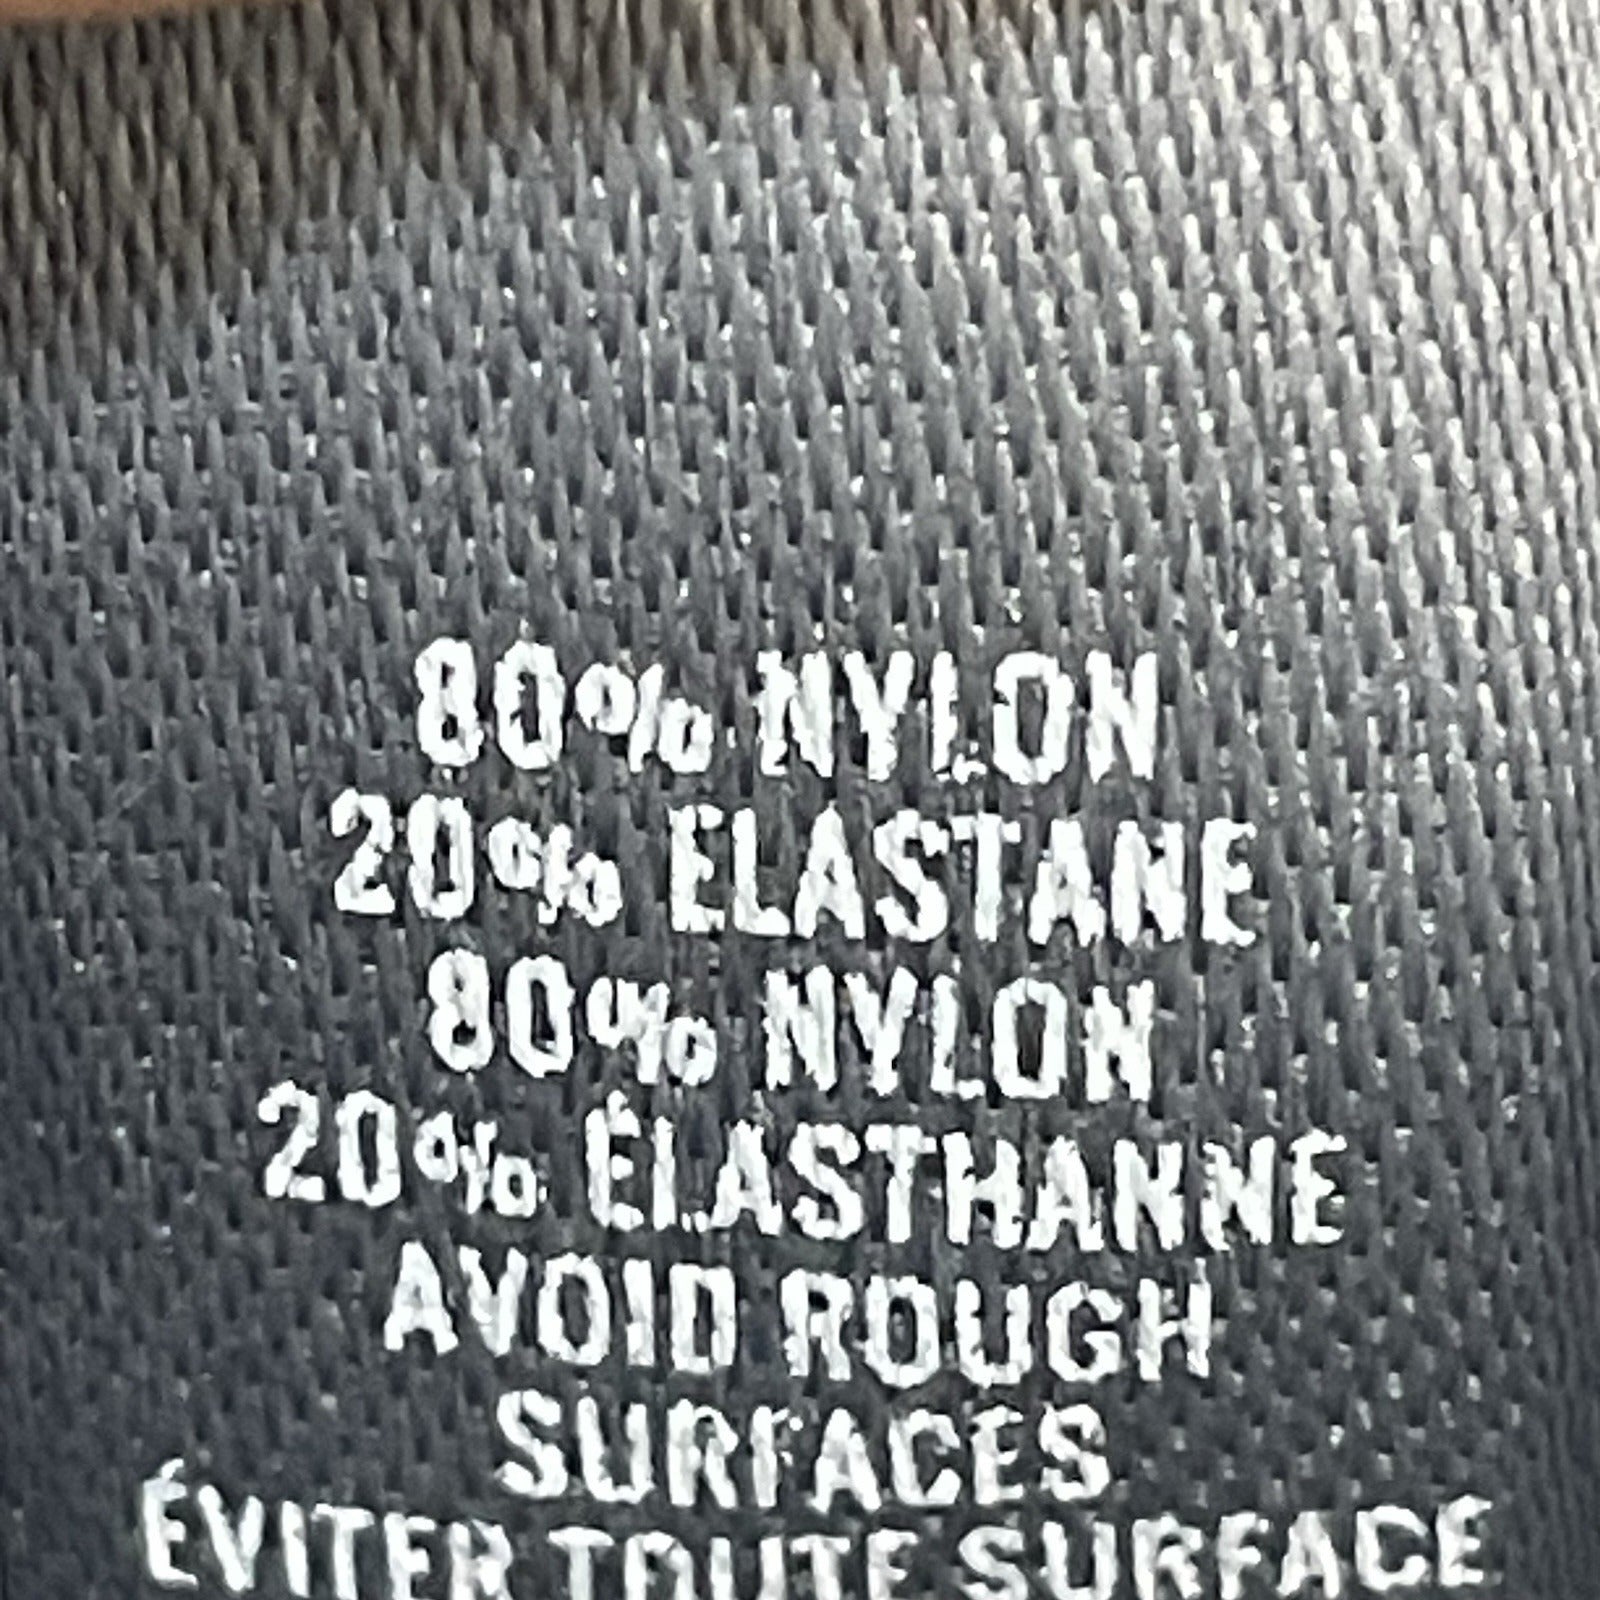 80% NYLON
20% ELASTANE
80% NYLON
20% ÉLASTHANNE
AVOID ROUGH
SURFACES
ÉVITER TOUTE SURFACE